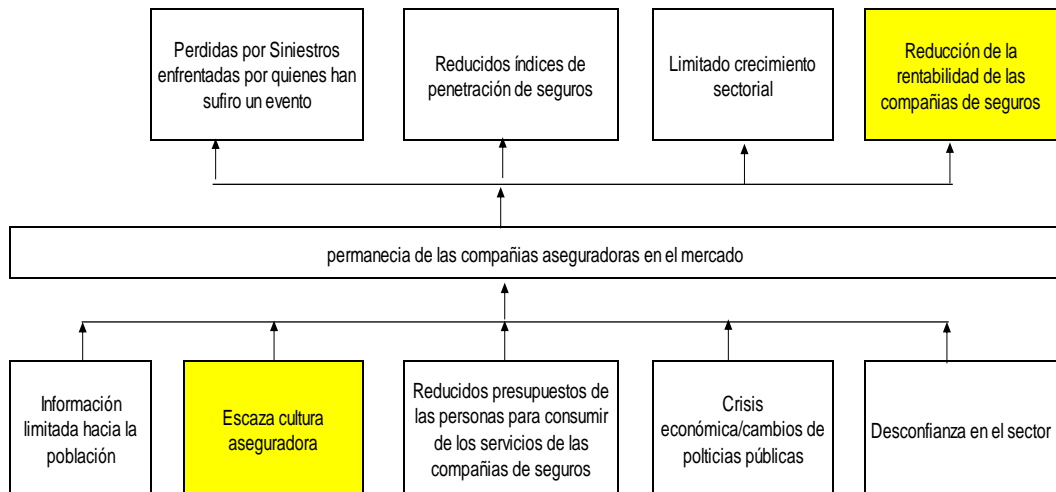 Perdidas por Siniestros
enfrentadas por quienes han
sufiro un evento
Reducidos índices de
penetración de seguros
Limitado crecimiento
sectorial
Reducción de la
rentabilidad de las
compañias de seguros
permanecia de las compañias aseguradoras en el mercado
Información
limitada hacia la
población
Escaza cultura
aseguradora
Reducidos presupuestos de
las personas para consumir
de los servicios de las
compañias de seguros
Crisis
económica/cambios de
polticias públicas
Desconfianza en el sector